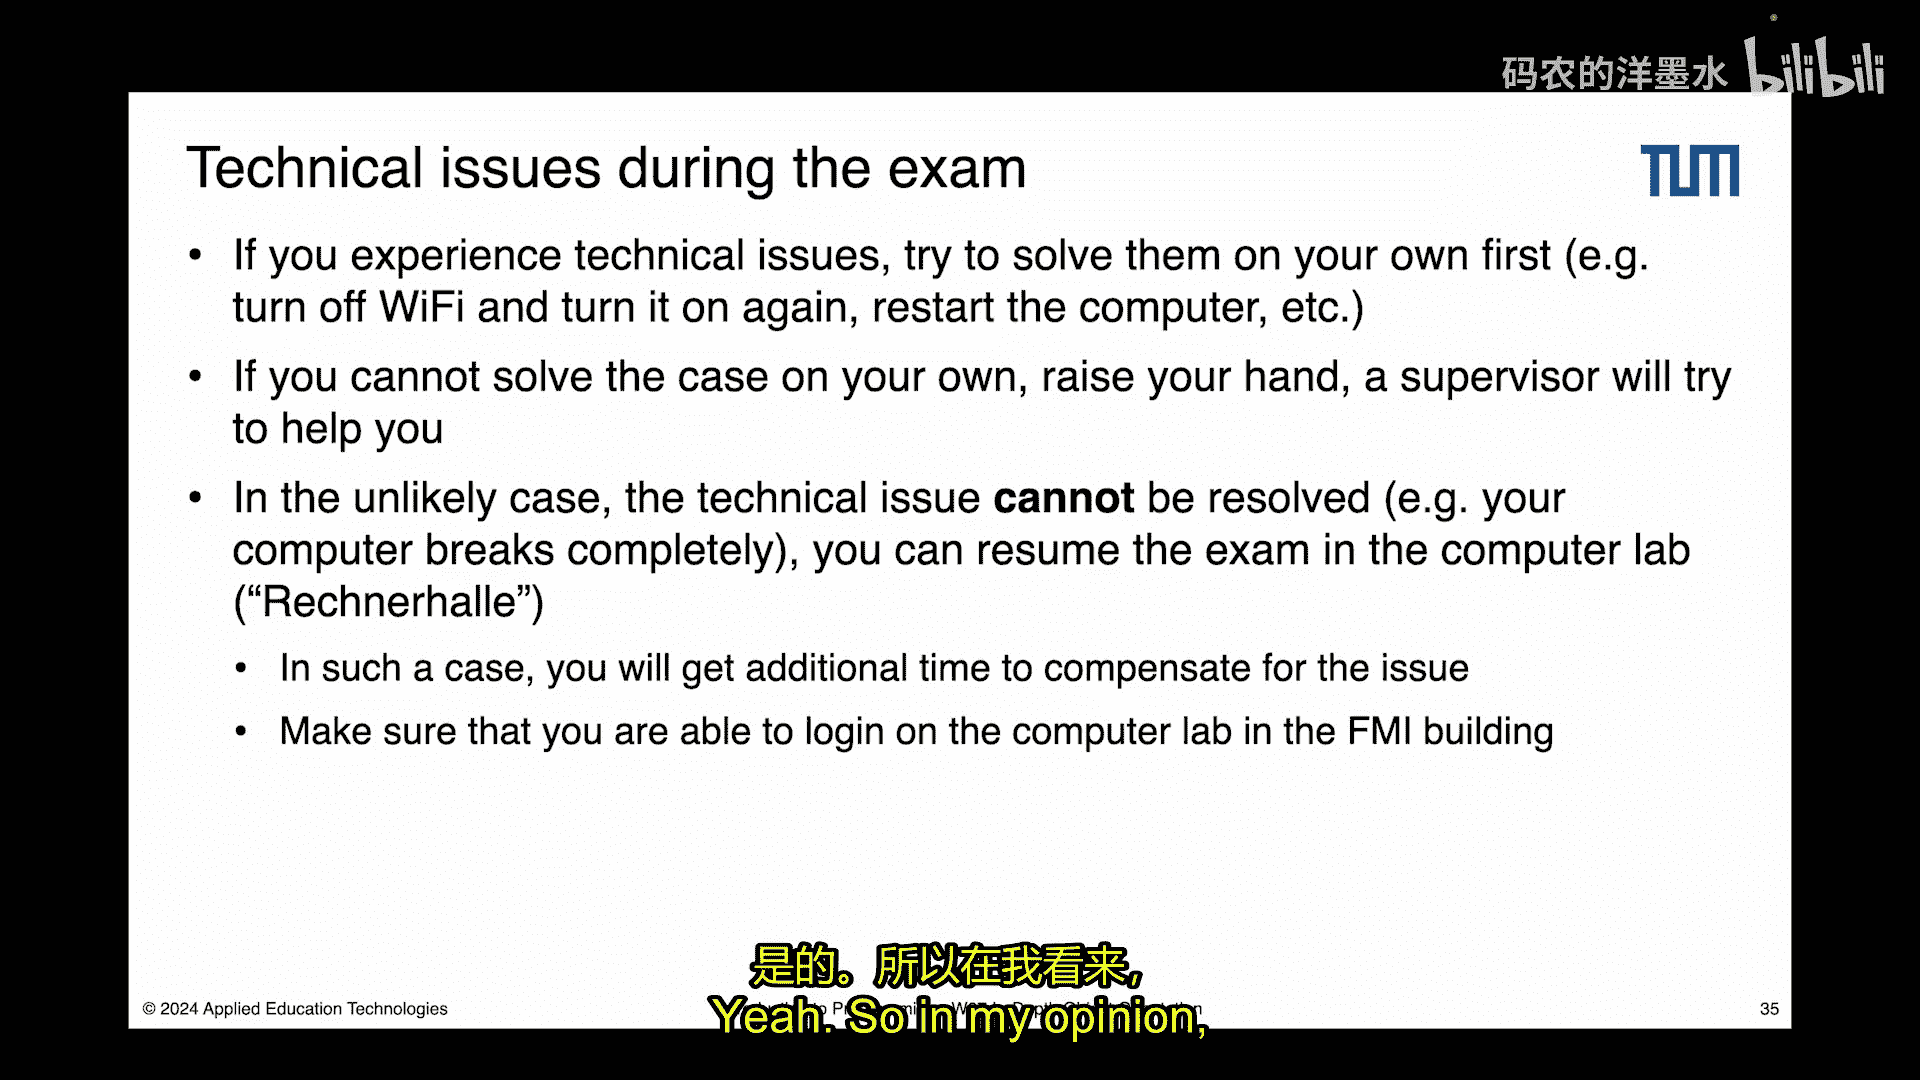 码农的洋墨水 bilibili
Technical issues during the exam
TUM
• If you experience technical issues, try to solve them on your own first (e.g.
turn off WiFi and turn it on again, restart the computer, etc.)
• If you cannot solve the case on your own, raise your hand, a supervisor will try
to help you
• In the unlikely case, the technical issue cannot be resolved (e.g. your
computer breaks completely), you can resume the exam in the computer lab
(“Rechnerhalle”)
• In such a case, you will get additional time to compensate for the issue
• Make sure that you are able to login on the computer lab in the FMI building
是的。所以在我看来,
© 2024 Applied Education Technologies
35
Yeah. So in my opinion,